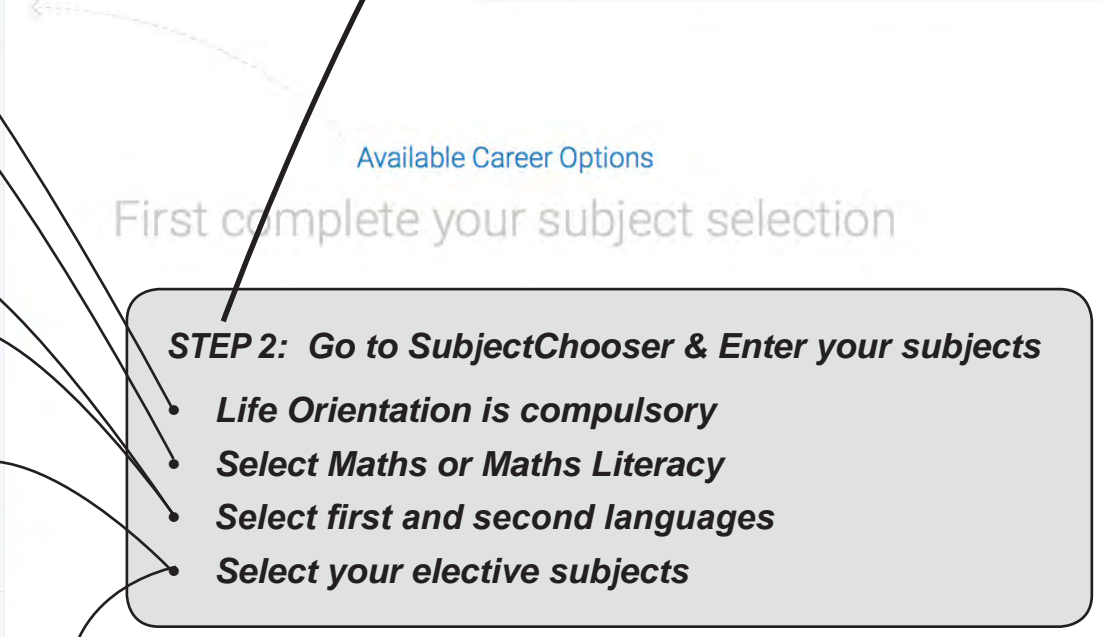 Available Career Options
First complete your subject selection
STEP 2: Go to SubjectChooser & Enter your subjects
• Life Orientation is compulsory
• Select Maths or Maths Literacy
• Select first and second languages
• Select your elective subjects